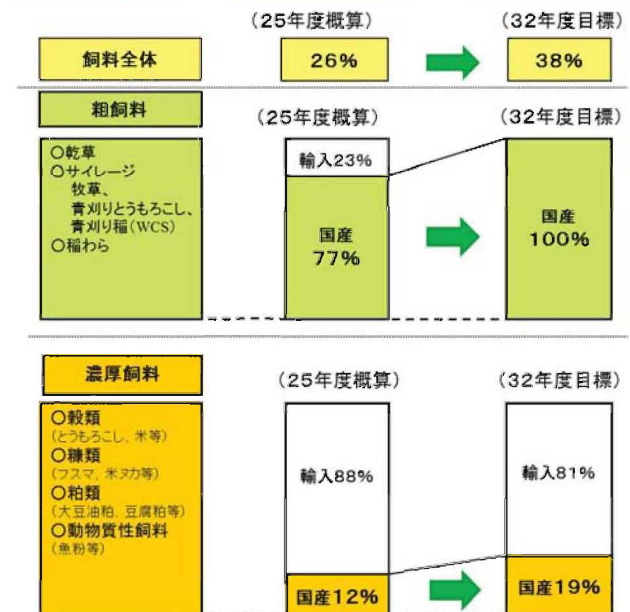 （25年度概算）
（32年度目標）
飼料全体
26%
38%
粗飼料
（25年度概算）
（32年度目標）
〇乾草
〇サイレージ
牧草、
青刈りとうもろこし、
青刈り稲（WCS）
〇稲わら
輸入23%
国産
77%
国産
100%
濃厚飼料
（25年度概算）
（32年度目標）
〇穀類
（とうもろこし、米等）
〇糠類
（フスマ、米ヌカ等）
〇粕類
（大豆油粕、豆腐粕等）
〇動物質性飼料
（魚粉等）
輸入88%
国産12%
輸入81%
国産19%